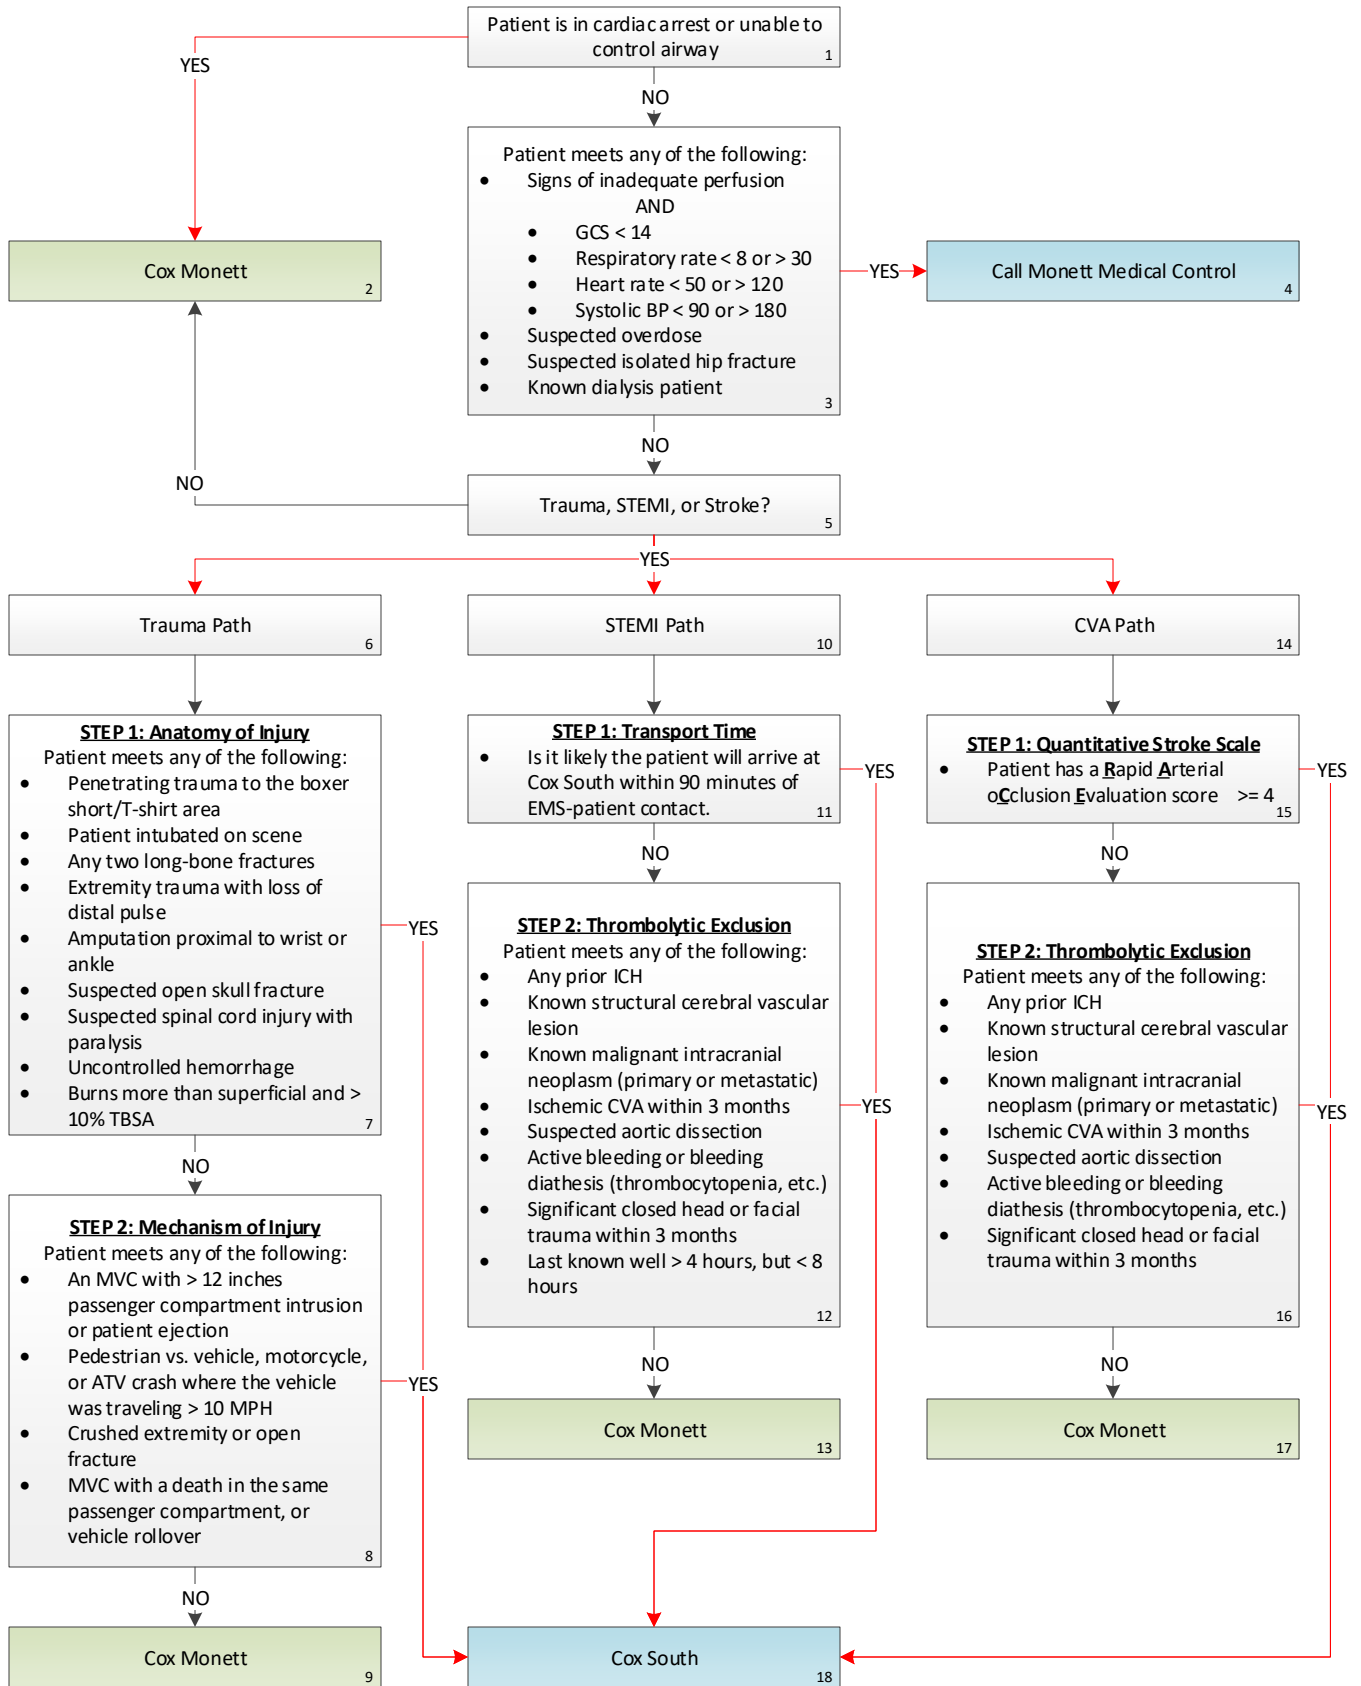 Patient is in cardiac arrest or unable to
control airway
1
YES
NO
Patient meets any of the following:
• Signs of inadequate perfusion
AND
• GCS < 14
• Respiratory rate < 8 or > 30
• Heart rate < 50 or > 120
• Systolic BP < 90 or > 180
• Suspected overdose
• Suspected isolated hip fracture
• Known dialysis patient
3
Cox Monett
2
YES
Call Monett Medical Control
4
NO
NO
Trauma, STEMI, or Stroke?
5
YES
Trauma Path
6
STEMI Path
10
CVA Path
14
STEP 1: Anatomy of Injury
Patient meets any of the following:
• Penetrating trauma to the boxer
short/T-shirt area
• Patient intubated on scene
• Any two long-bone fractures
• Extremity trauma with loss of
distal pulse
• Amputation proximal to wrist or
ankle
• Suspected open skull fracture
• Suspected spinal cord injury with
paralysis
• Uncontrolled hemorrhage
• Burns more than superficial and >
10% TBSA
7
YES
NO
STEP 2: Mechanism of Injury
Patient meets any of the following:
• An MVC with > 12 inches
passenger compartment intrusion
or patient ejection
• Pedestrian vs. vehicle, motorcycle,
or ATV crash where the vehicle
was traveling > 10 MPH
• Crushed extremity or open
fracture
• MVC with a death in the same
passenger compartment, or
vehicle rollover
8
YES
NO
Cox Monett
9
STEP 1: Transport Time
• Is it likely the patient will arrive at
Cox South within 90 minutes of
EMS-patient contact.
11
YES
NO
STEP 2: Thrombolytic Exclusion
Patient meets any of the following:
• Any prior ICH
• Known structural cerebral vascular
lesion
• Known malignant intracranial
neoplasm (primary or metastatic)
• Ischemic CVA within 3 months
• Suspected aortic dissection
• Active bleeding or bleeding
diathesis (thrombocytopenia, etc.)
• Significant closed head or facial
trauma within 3 months
• Last known well > 4 hours, but < 8
hours
12
YES
NO
Cox Monett
13
STEP 1: Quantitative Stroke Scale
• Patient has a Rapid Arterial
oCclusion Evaluation score >= 4
15
YES
NO
STEP 2: Thrombolytic Exclusion
Patient meets any of the following:
• Any prior ICH
• Known structural cerebral vascular
lesion
• Known malignant intracranial
neoplasm (primary or metastatic)
• Ischemic CVA within 3 months
• Suspected aortic dissection
• Active bleeding or bleeding
diathesis (thrombocytopenia, etc.)
• Significant closed head or facial
trauma within 3 months
16
YES
NO
Cox Monett
17
Cox South
18